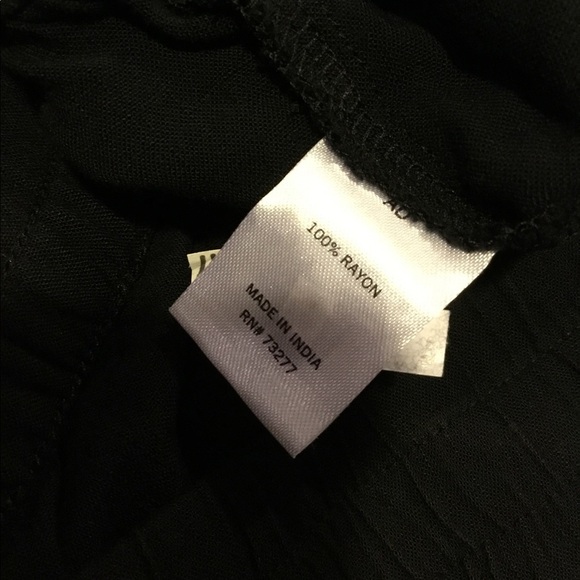 100% RAYON
MADE IN INDIA
RN# 73277